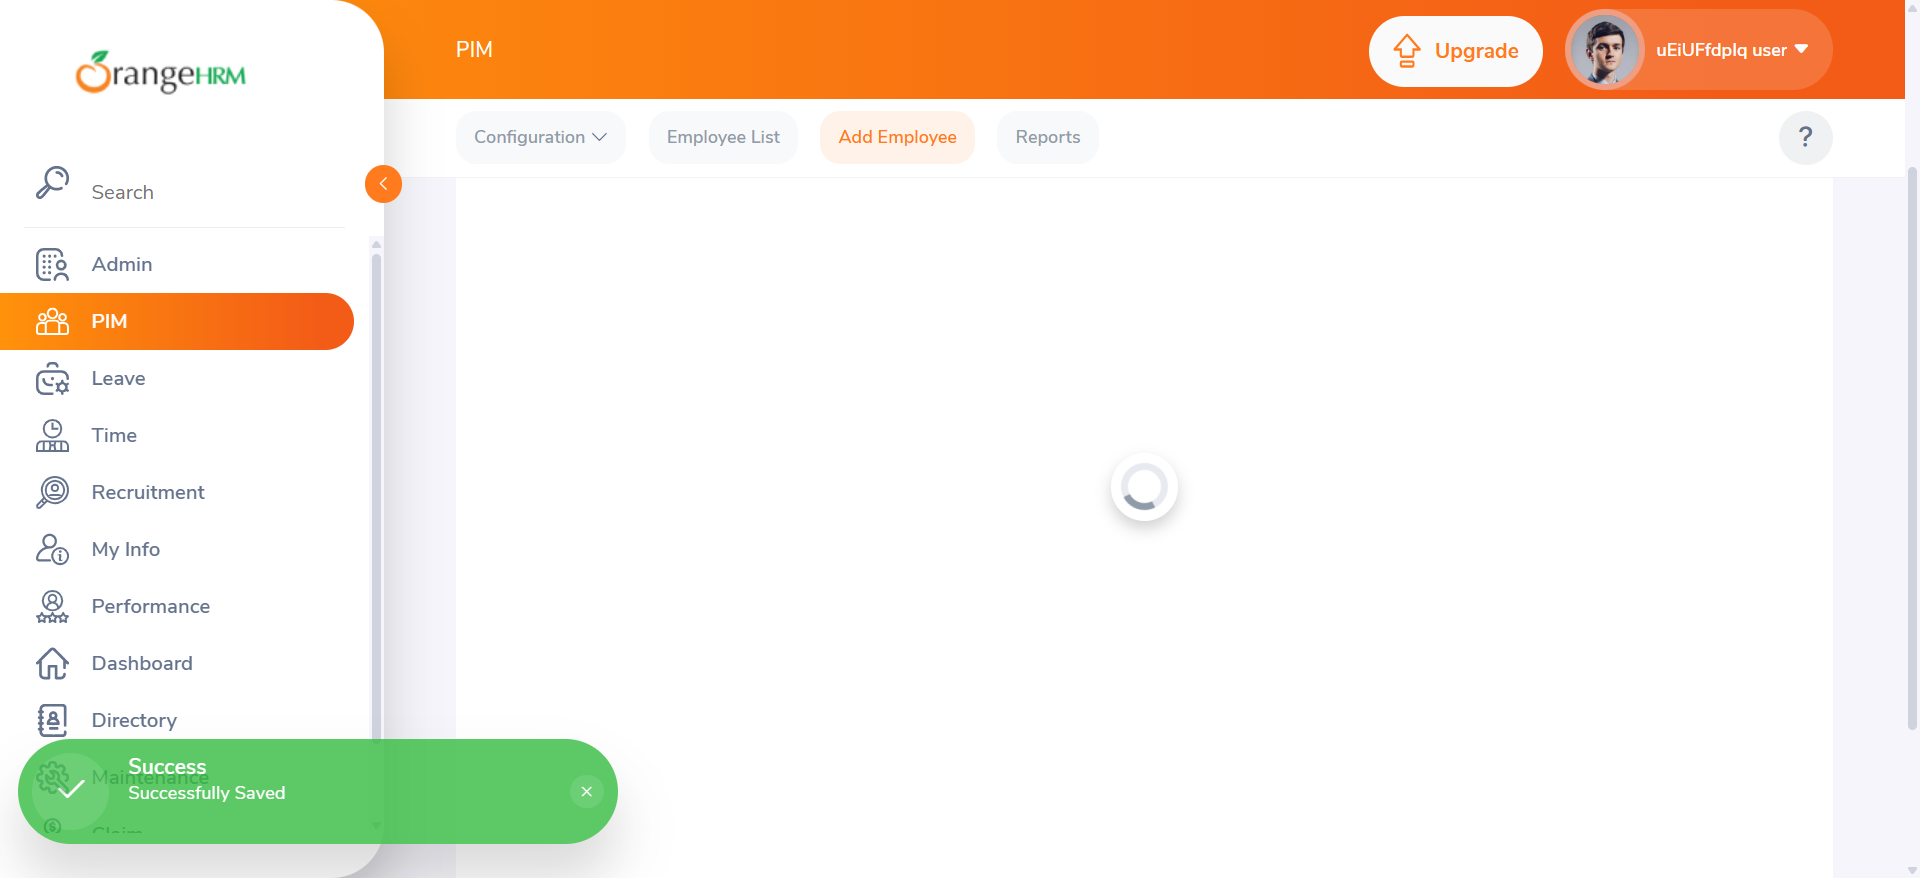 OrangeHRM
PIM
Upgrade
uEiUFfdpIq user
Configuration
Employee List
Add Employee
Reports
?
Search
Admin
PIM
Leave
Time
Recruitment
My Info
Performance
Dashboard
Directory
Maintenance
Claim
Success
Successfully Saved